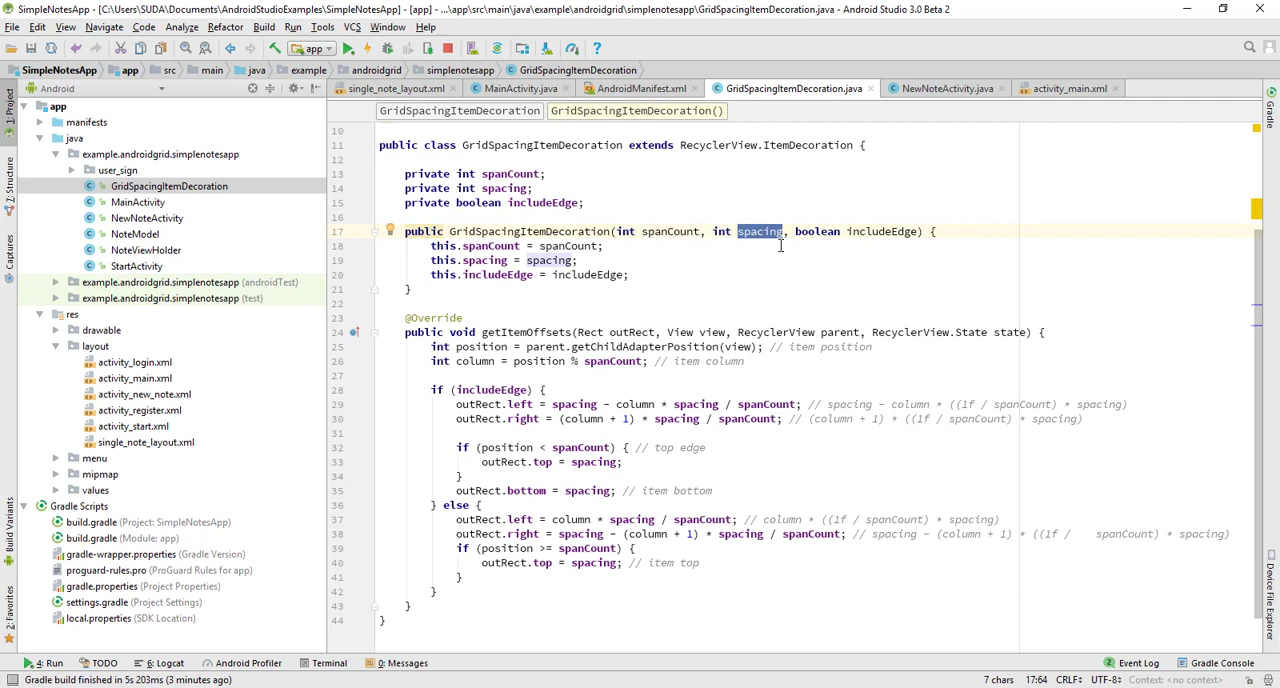 SimpleNotesApp - [C:\Users\SUDA\Documents\AndroidStudioExamples\SimpleNotesApp] - [app] - ...\app\src\main\java\example\androidgrid\simplenotesapp\GridSpacingItemDecoration.java - Android Studio 3.0 Beta 2
File Edit View Navigate Code Analyze Refactor Build Run Tools VCS Window Help
app
SimpleNotesApp app src main java example androidgrid simplenotesapp GridSpacingItemDecoration
Android
single_note_layout.xml MainActivity.java AndroidManifest.xml GridSpacingItemDecoration.java NewNoteActivity.java activity_main.xml
GridSpacingItemDecoration GridSpacingItemDecoration()
1: Project
7: Structure
Captures
Build Variants
2: Favorites
app
manifests
java
example.androidgrid.simplenotesapp
user_sign
GridSpacingItemDecoration
MainActivity
NewNoteActivity
NoteModel
NoteViewHolder
StartActivity
example.androidgrid.simplenotesapp (androidTest)
example.androidgrid.simplenotesapp (test)
res
drawable
layout
activity_login.xml
activity_main.xml
activity_new_note.xml
activity_register.xml
activity_start.xml
single_note_layout.xml
menu
mipmap
values
Gradle Scripts
build.gradle (Project: SimpleNotesApp)
build.gradle (Module: app)
gradle-wrapper.properties (Gradle Version)
proguard-rules.pro (ProGuard Rules for app)
gradle.properties (Project Properties)
settings.gradle (Project Settings)
local.properties (SDK Location)
10
11 public class GridSpacingItemDecoration extends RecyclerView.ItemDecoration {
12
13 private int spanCount;
14 private int spacing;
15 private boolean includeEdge;
16
17 public GridSpacingItemDecoration(int spanCount, int spacing, boolean includeEdge) {
18 this.spanCount = spanCount;
19 this.spacing = spacing;
20 this.includeEdge = includeEdge;
21 }
22
23 @Override
24 public void getItemOffsets(Rect outRect, View view, RecyclerView parent, RecyclerView.State state) {
25 int position = parent.getChildAdapterPosition(view); // item position
26 int column = position % spanCount; // item column
27
28 if (includeEdge) {
29 outRect.left = spacing - column * spacing / spanCount; // spacing - column * ((1f / spanCount) * spacing)
30 outRect.right = (column + 1) * spacing / spanCount; // (column + 1) * ((1f / spanCount) * spacing)
31
32 if (position < spanCount) { // top edge
33 outRect.top = spacing;
34 }
35 outRect.bottom = spacing; // item bottom
36 } else {
37 outRect.left = column * spacing / spanCount; // column * ((1f / spanCount) * spacing)
38 outRect.right = spacing - (column + 1) * spacing / spanCount; // spacing - (column + 1) * ((1f / spanCount) * spacing)
39 if (position >= spanCount) {
40 outRect.top = spacing; // item top
41 }
42 }
43 }
44 }
Gradle
Device File Explorer
4: Run TODO 6: Logcat Android Profiler Terminal 0: Messages 2 Event Log Gradle Console
Gradle build finished in 5s 203ms (3 minutes ago) 7 chars 17:64 CRLF UTF-8 Context: <no context>